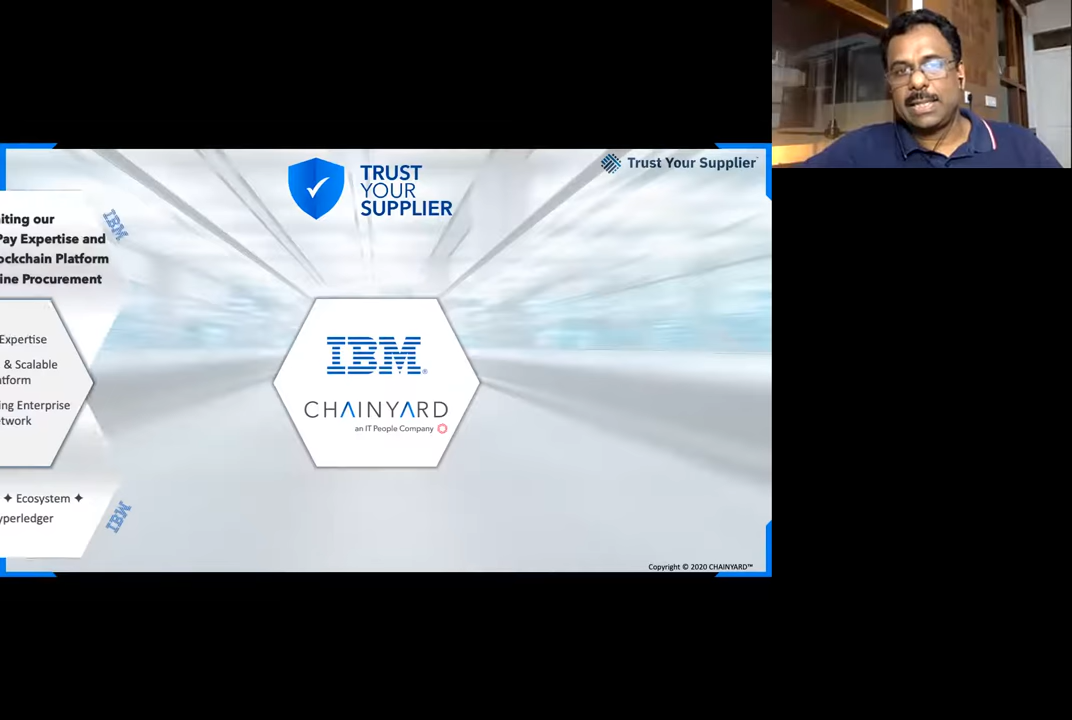 TRUST
YOUR
SUPPLIER
Trust Your Supplier
iting our
Pay Expertise and
ockchain Platform
ine Procurement
IBM
Expertise
& Scalable
atform
ing Enterprise
twork
IBM
CHAINYARD
an IT People Company
✦ Ecosystem ✦
yperledger
IBM
Copyright © 2020 CHAINYARD™